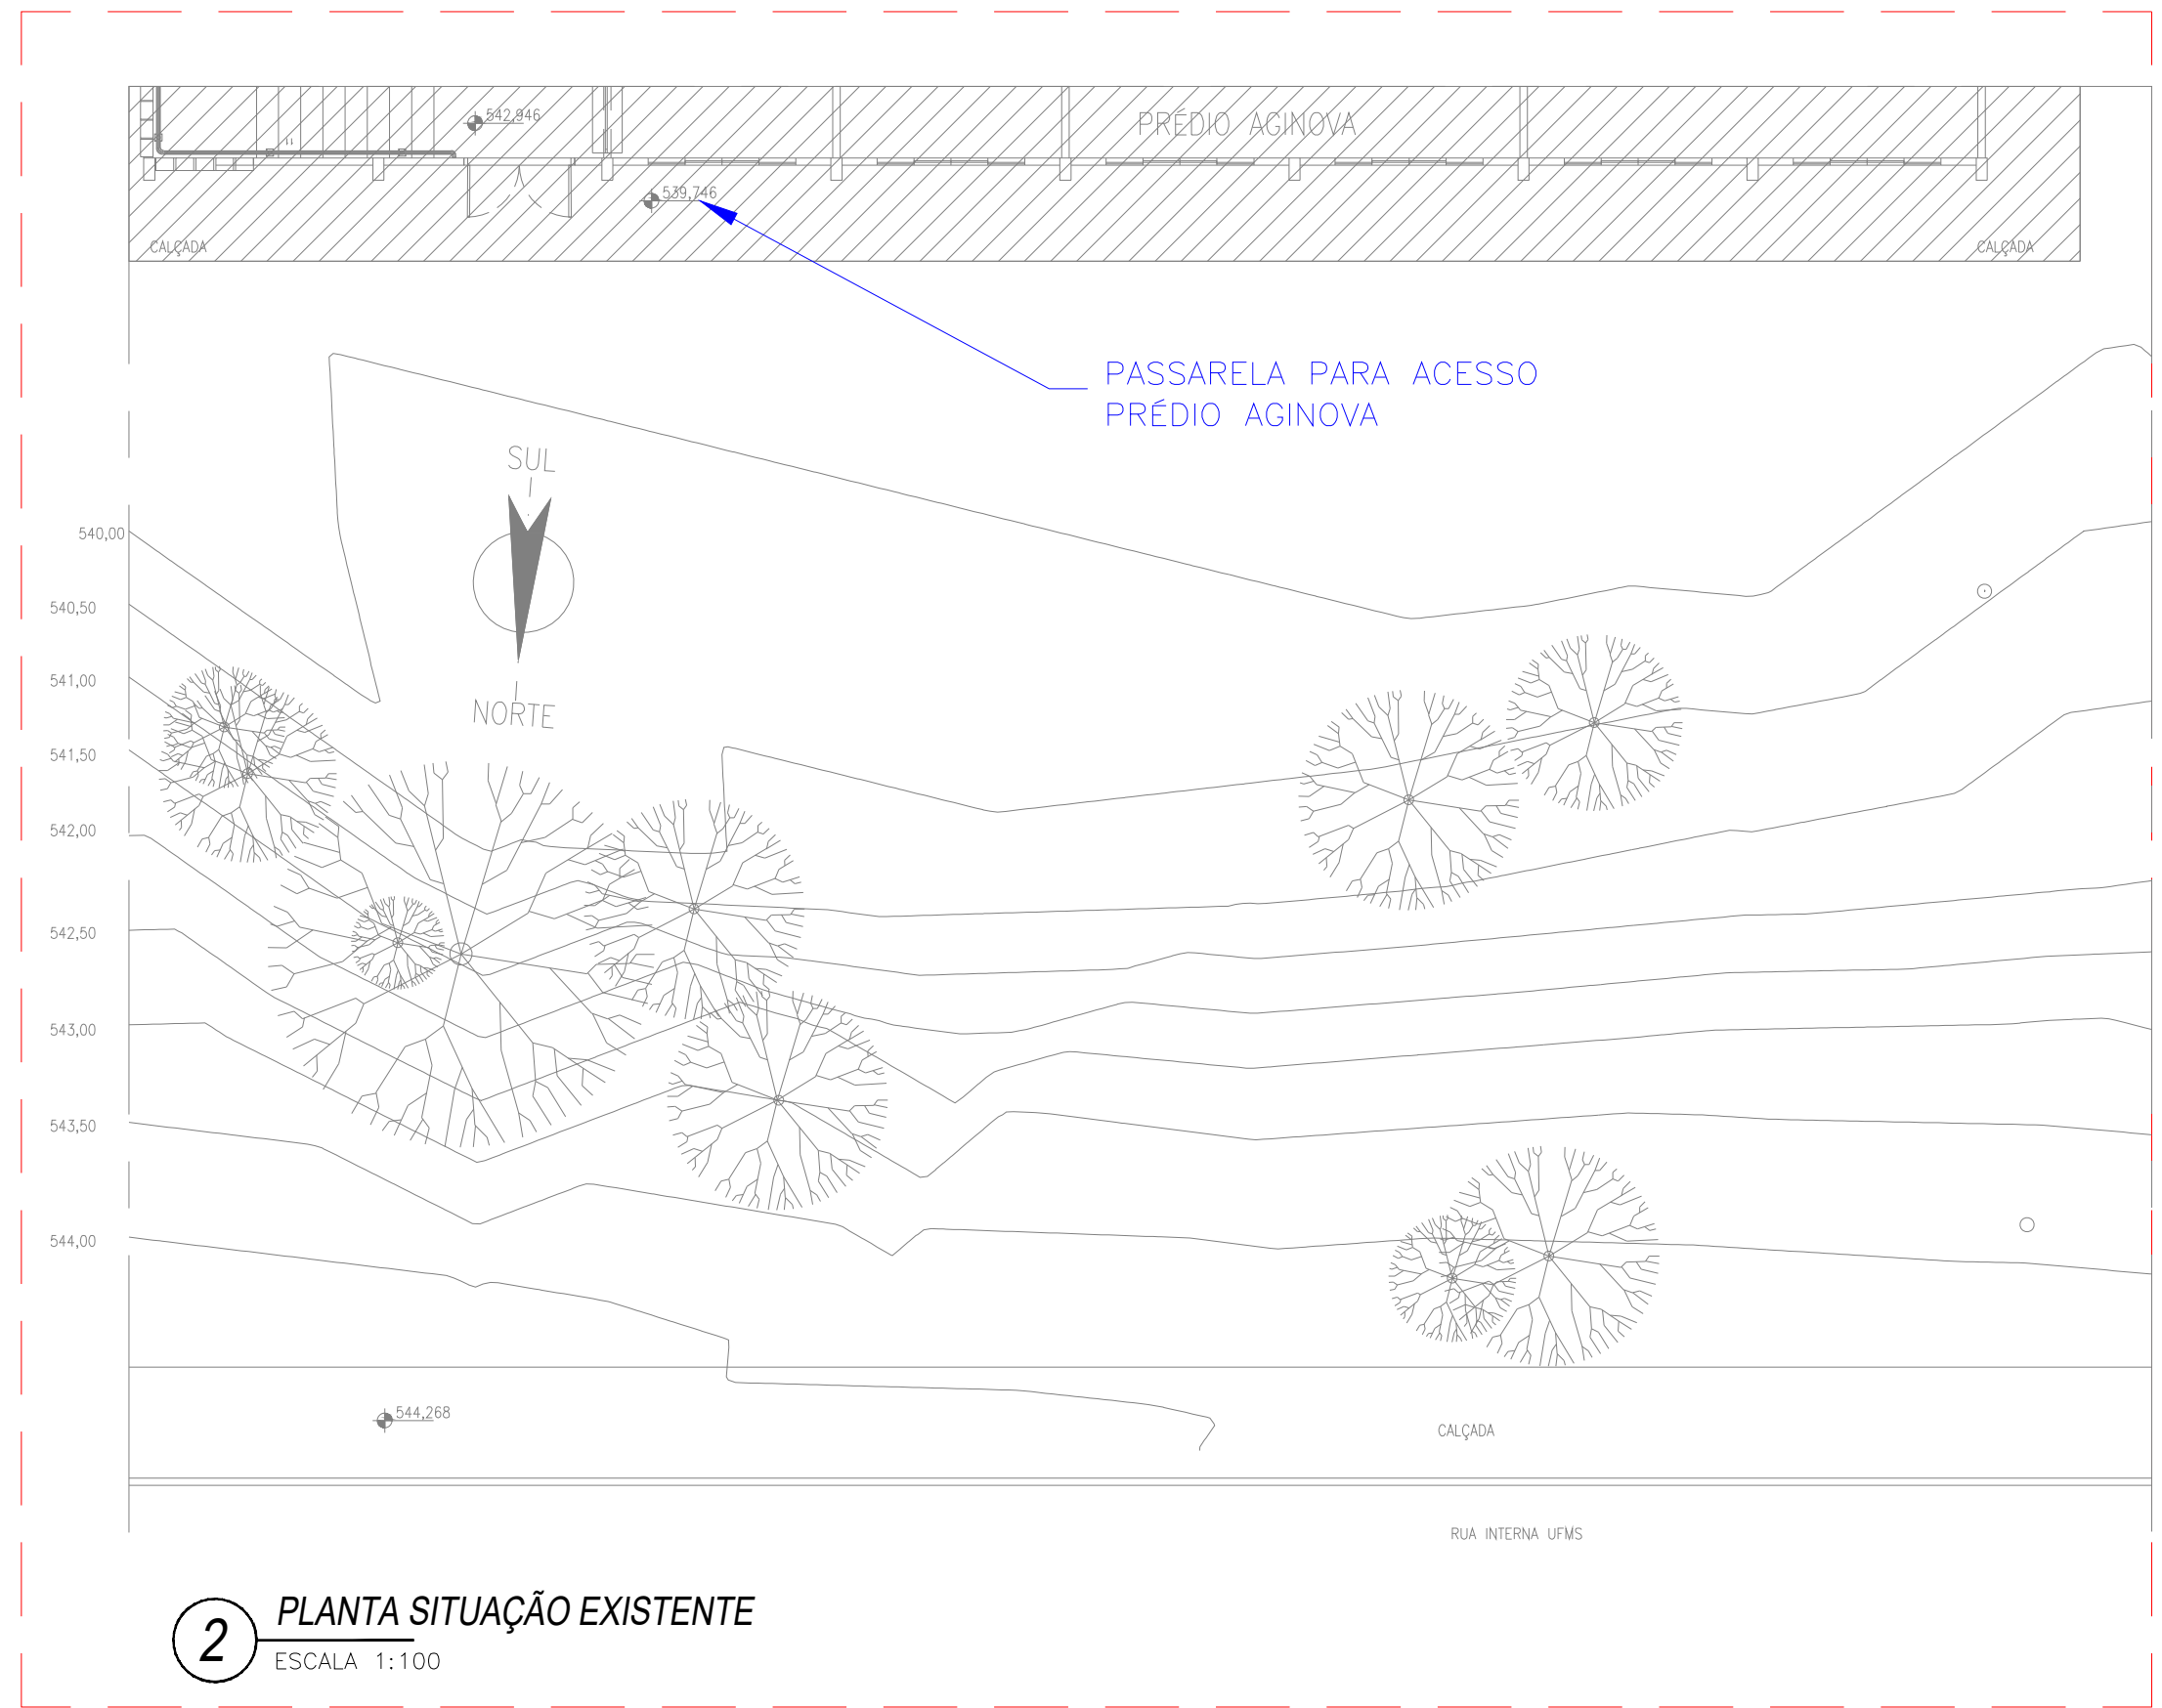 542,946
PRÉDIO AGINOVA
11
539,746
CALÇADA
CALÇADA
PASSARELA PARA ACESSO
PRÉDIO AGINOVA
SUL
NORTE
540,00
540,50
541,00
541,50
542,00
542,50
543,00
543,50
544,00
544,268
CALÇADA
RUA INTERNA UFMS
2
PLANTA SITUAÇÃO EXISTENTE
ESCALA 1:100